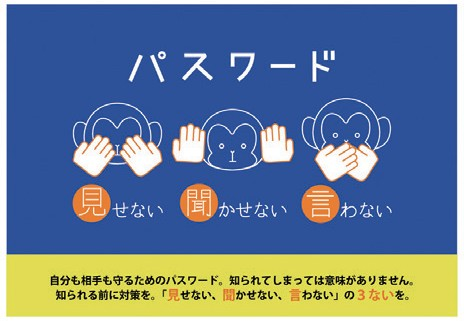 パスワード
見せない 聞かせない 言わない
自分も相手も守るためのパスワード。知られてしまっては意味がありません。
知られる前に対策を。「見せない、聞かせない、言わない」の3ないを。